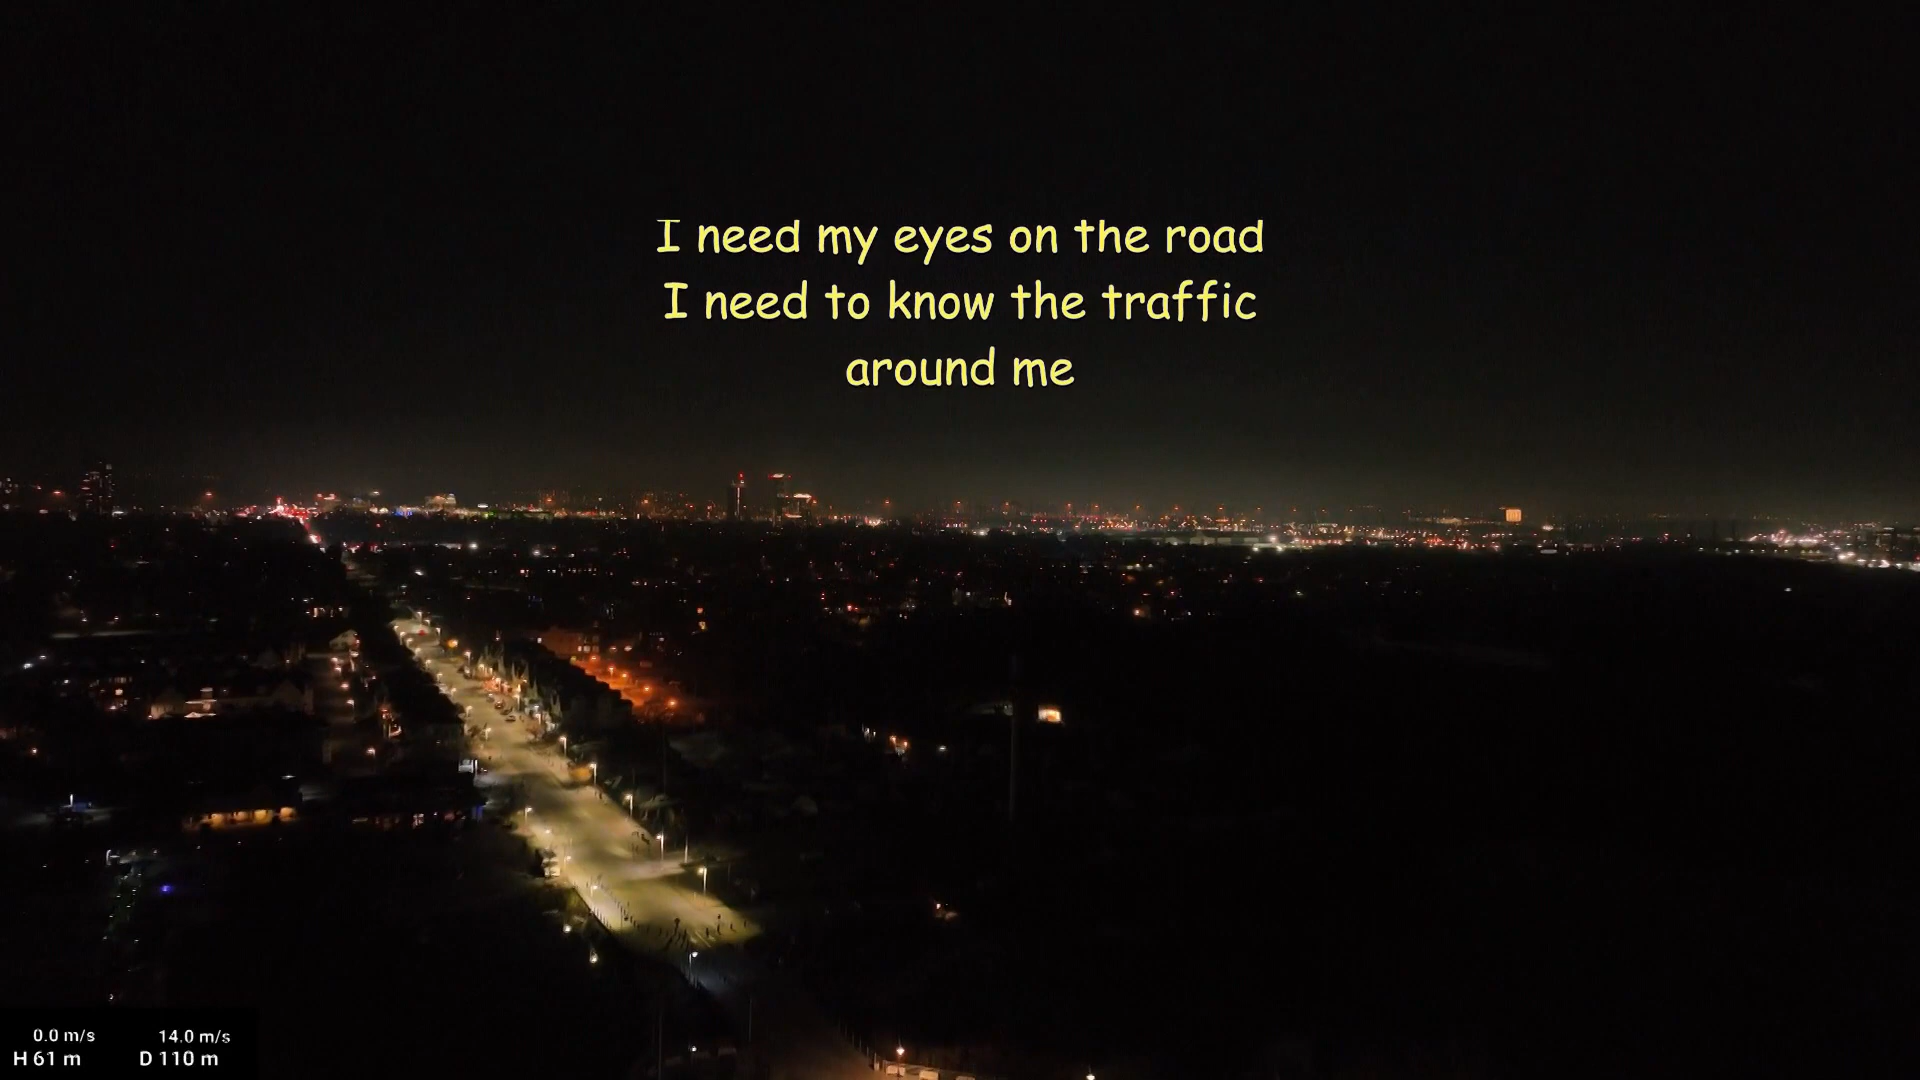 I need my eyes on the road
I need to know the traffic
around me
0.0 m/s 14.0 m/s
H 61 m D 110 m